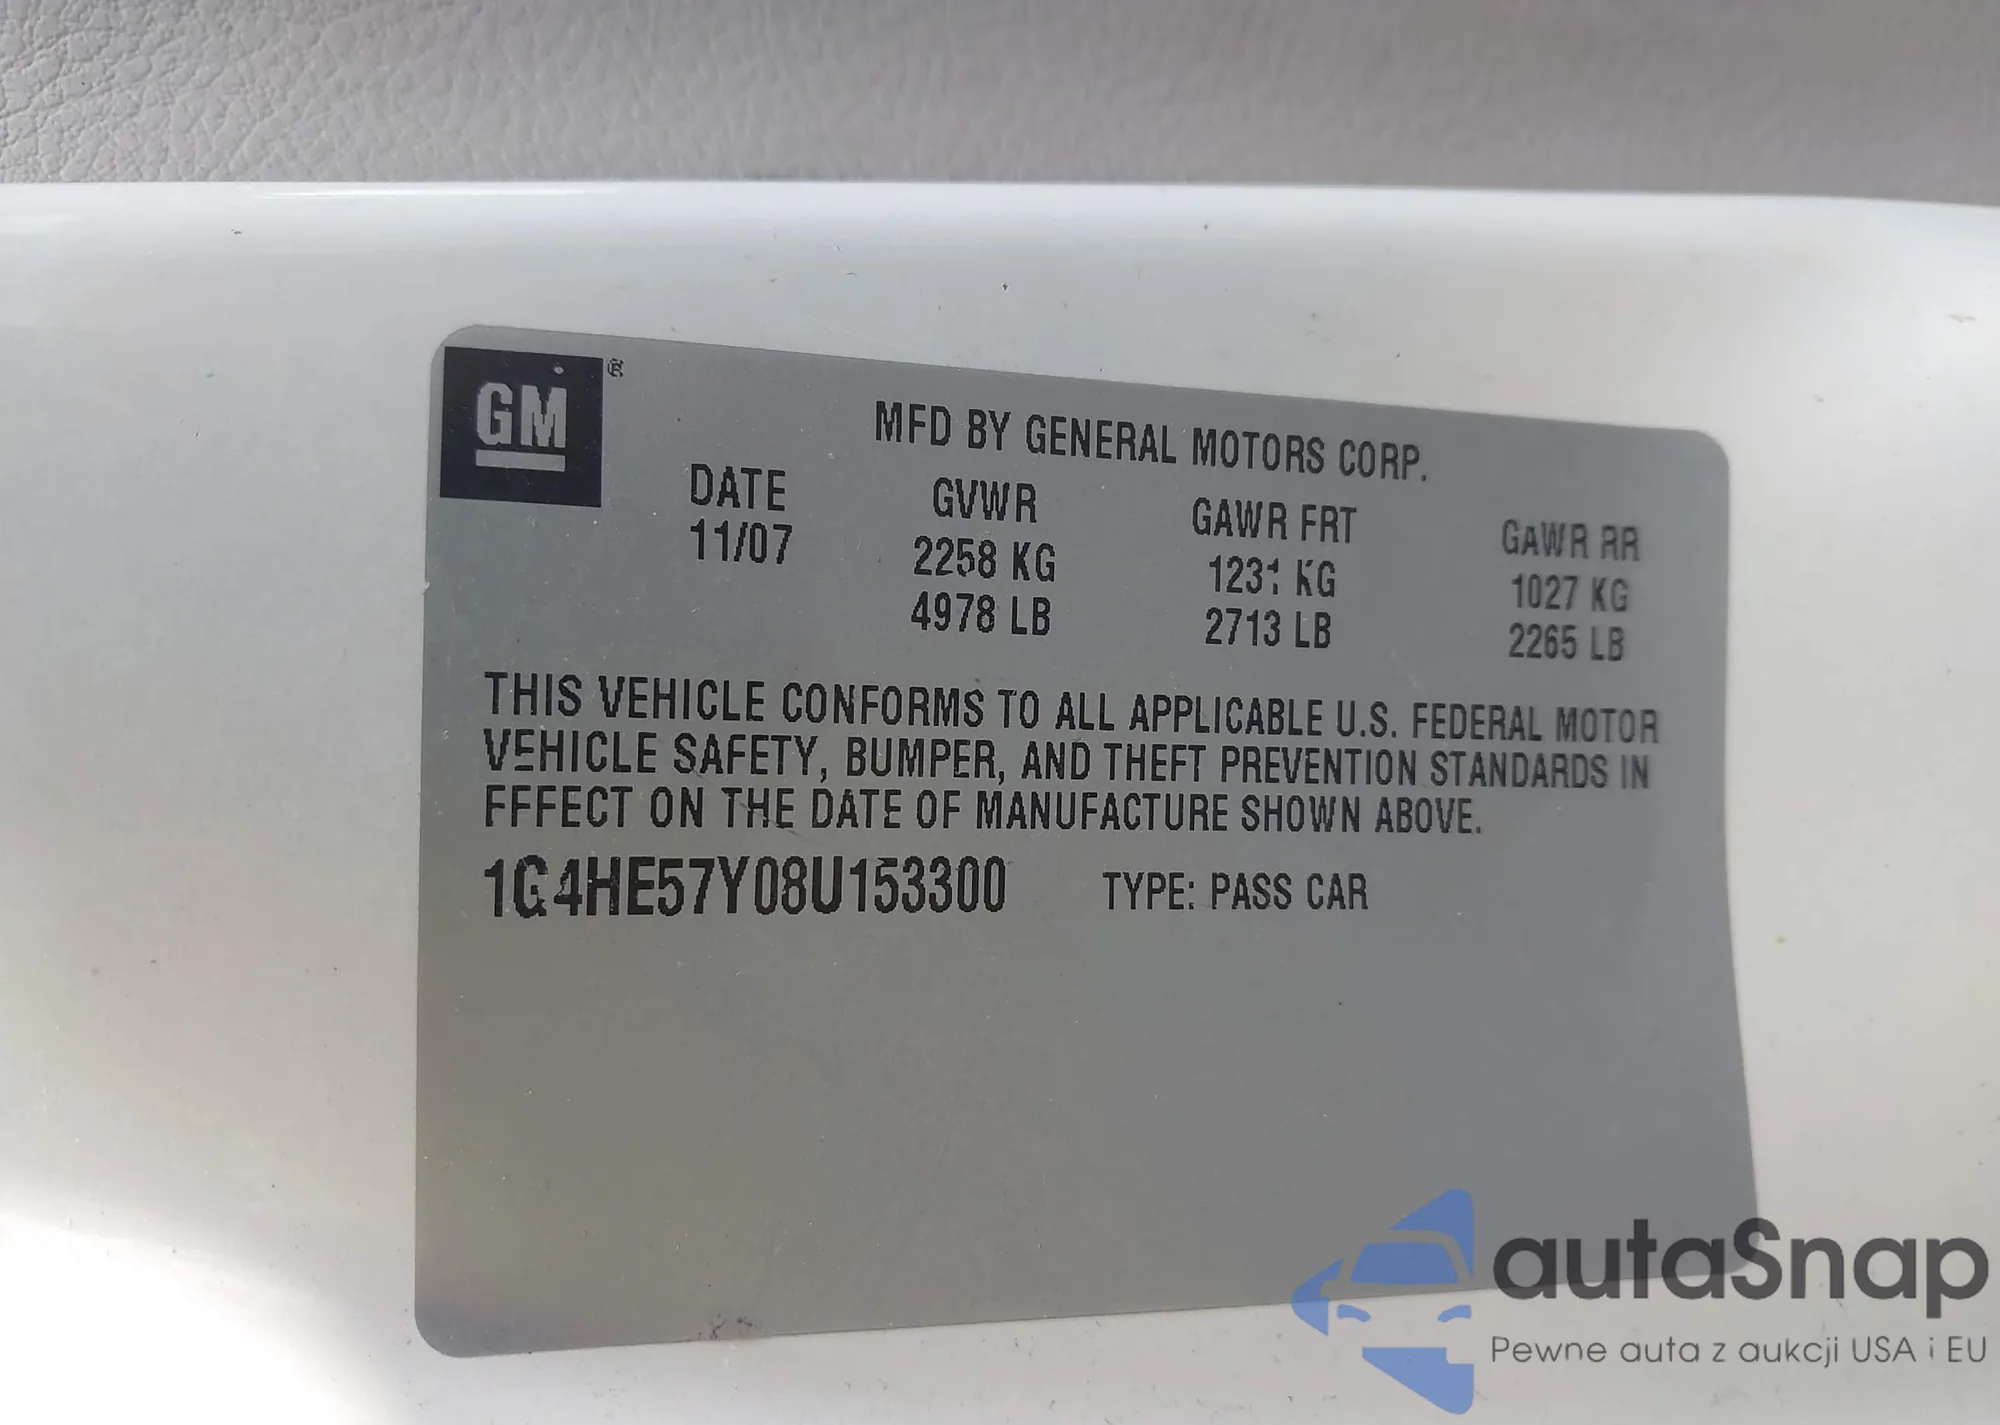 GM ®
MFD BY GENERAL MOTORS CORP.
DATE GVWR GAWR FRT GAWR RR
11/07 2258 KG 1231 KG 1027 KG
4978 LB 2713 LB 2265 LB
THIS VEHICLE CONFORMS TO ALL APPLICABLE U.S. FEDERAL MOTOR
VEHICLE SAFETY, BUMPER, AND THEFT PREVENTION STANDARDS IN
EFFECT ON THE DATE OF MANUFACTURE SHOWN ABOVE.
1G4HE57Y08U153300 TYPE: PASS CAR
autaSnap
Pewne auta z aukcji USA i EU